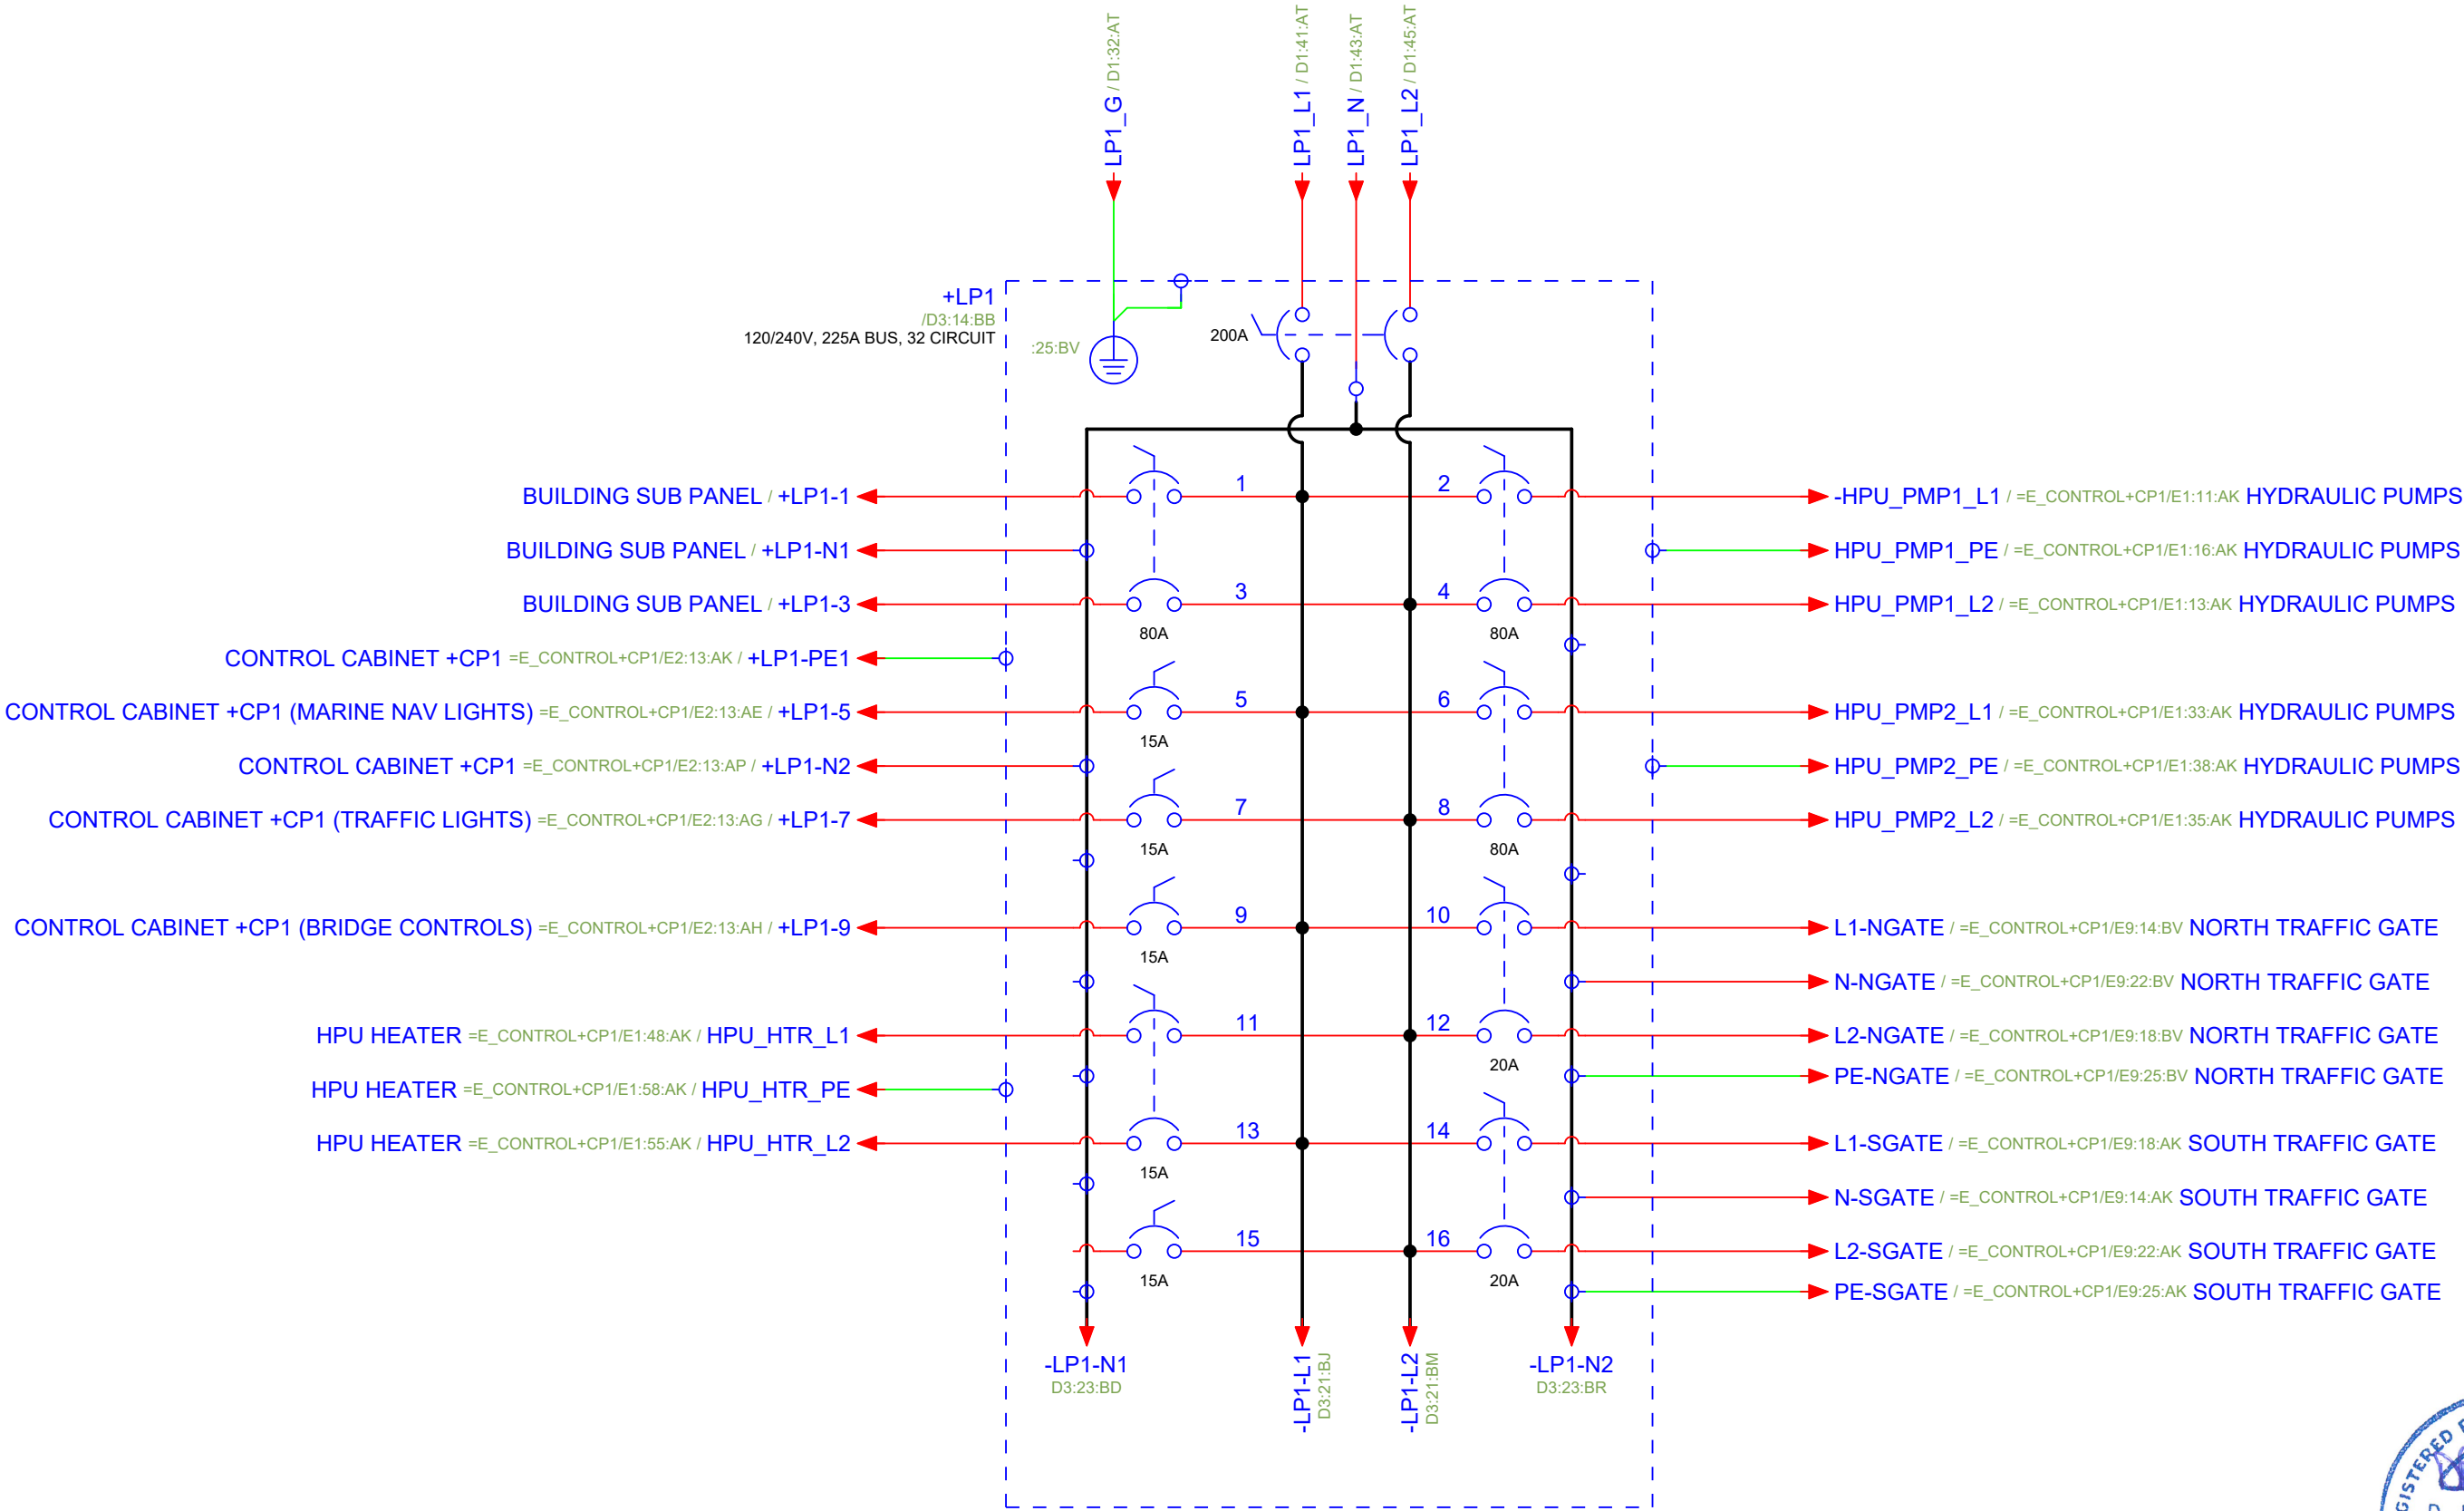 LP1_G / D1:32:AT
LP1_L1 / D1:41:AT
LP1_N / D1:43:AT
LP1_L2 / D1:45:AT
+LP1
/D3:14:BB
120/240V, 225A BUS, 32 CIRCUIT
:25:BV
200A
BUILDING SUB PANEL / +LP1-1
1
2
-HPU_PMP1_L1 / =E_CONTROL+CP1/E1:11:AK HYDRAULIC PUMPS
BUILDING SUB PANEL / +LP1-N1
HPU_PMP1_PE / =E_CONTROL+CP1/E1:16:AK HYDRAULIC PUMPS
BUILDING SUB PANEL / +LP1-3
3
4
HPU_PMP1_L2 / =E_CONTROL+CP1/E1:13:AK HYDRAULIC PUMPS
80A
80A
CONTROL CABINET +CP1 =E_CONTROL+CP1/E2:13:AK / +LP1-PE1
CONTROL CABINET +CP1 (MARINE NAV LIGHTS) =E_CONTROL+CP1/E2:13:AE / +LP1-5
5
6
HPU_PMP2_L1 / =E_CONTROL+CP1/E1:33:AK HYDRAULIC PUMPS
15A
CONTROL CABINET +CP1 =E_CONTROL+CP1/E2:13:AP / +LP1-N2
HPU_PMP2_PE / =E_CONTROL+CP1/E1:38:AK HYDRAULIC PUMPS
CONTROL CABINET +CP1 (TRAFFIC LIGHTS) =E_CONTROL+CP1/E2:13:AG / +LP1-7
7
8
HPU_PMP2_L2 / =E_CONTROL+CP1/E1:35:AK HYDRAULIC PUMPS
15A
80A
CONTROL CABINET +CP1 (BRIDGE CONTROLS) =E_CONTROL+CP1/E2:13:AH / +LP1-9
9
10
L1-NGATE / =E_CONTROL+CP1/E9:14:BV NORTH TRAFFIC GATE
15A
N-NGATE / =E_CONTROL+CP1/E9:22:BV NORTH TRAFFIC GATE
HPU HEATER =E_CONTROL+CP1/E1:48:AK / HPU_HTR_L1
11
12
L2-NGATE / =E_CONTROL+CP1/E9:18:BV NORTH TRAFFIC GATE
20A
HPU HEATER =E_CONTROL+CP1/E1:58:AK / HPU_HTR_PE
PE-NGATE / =E_CONTROL+CP1/E9:25:BV NORTH TRAFFIC GATE
HPU HEATER =E_CONTROL+CP1/E1:55:AK / HPU_HTR_L2
13
14
L1-SGATE / =E_CONTROL+CP1/E9:18:AK SOUTH TRAFFIC GATE
15A
N-SGATE / =E_CONTROL+CP1/E9:14:AK SOUTH TRAFFIC GATE
15
16
L2-SGATE / =E_CONTROL+CP1/E9:22:AK SOUTH TRAFFIC GATE
15A
20A
PE-SGATE / =E_CONTROL+CP1/E9:25:AK SOUTH TRAFFIC GATE
-LP1-N1
D3:23:BD
-LP1-L1
D3:21:BJ
-LP1-L2
D3:21:BM
-LP1-N2
D3:23:BR